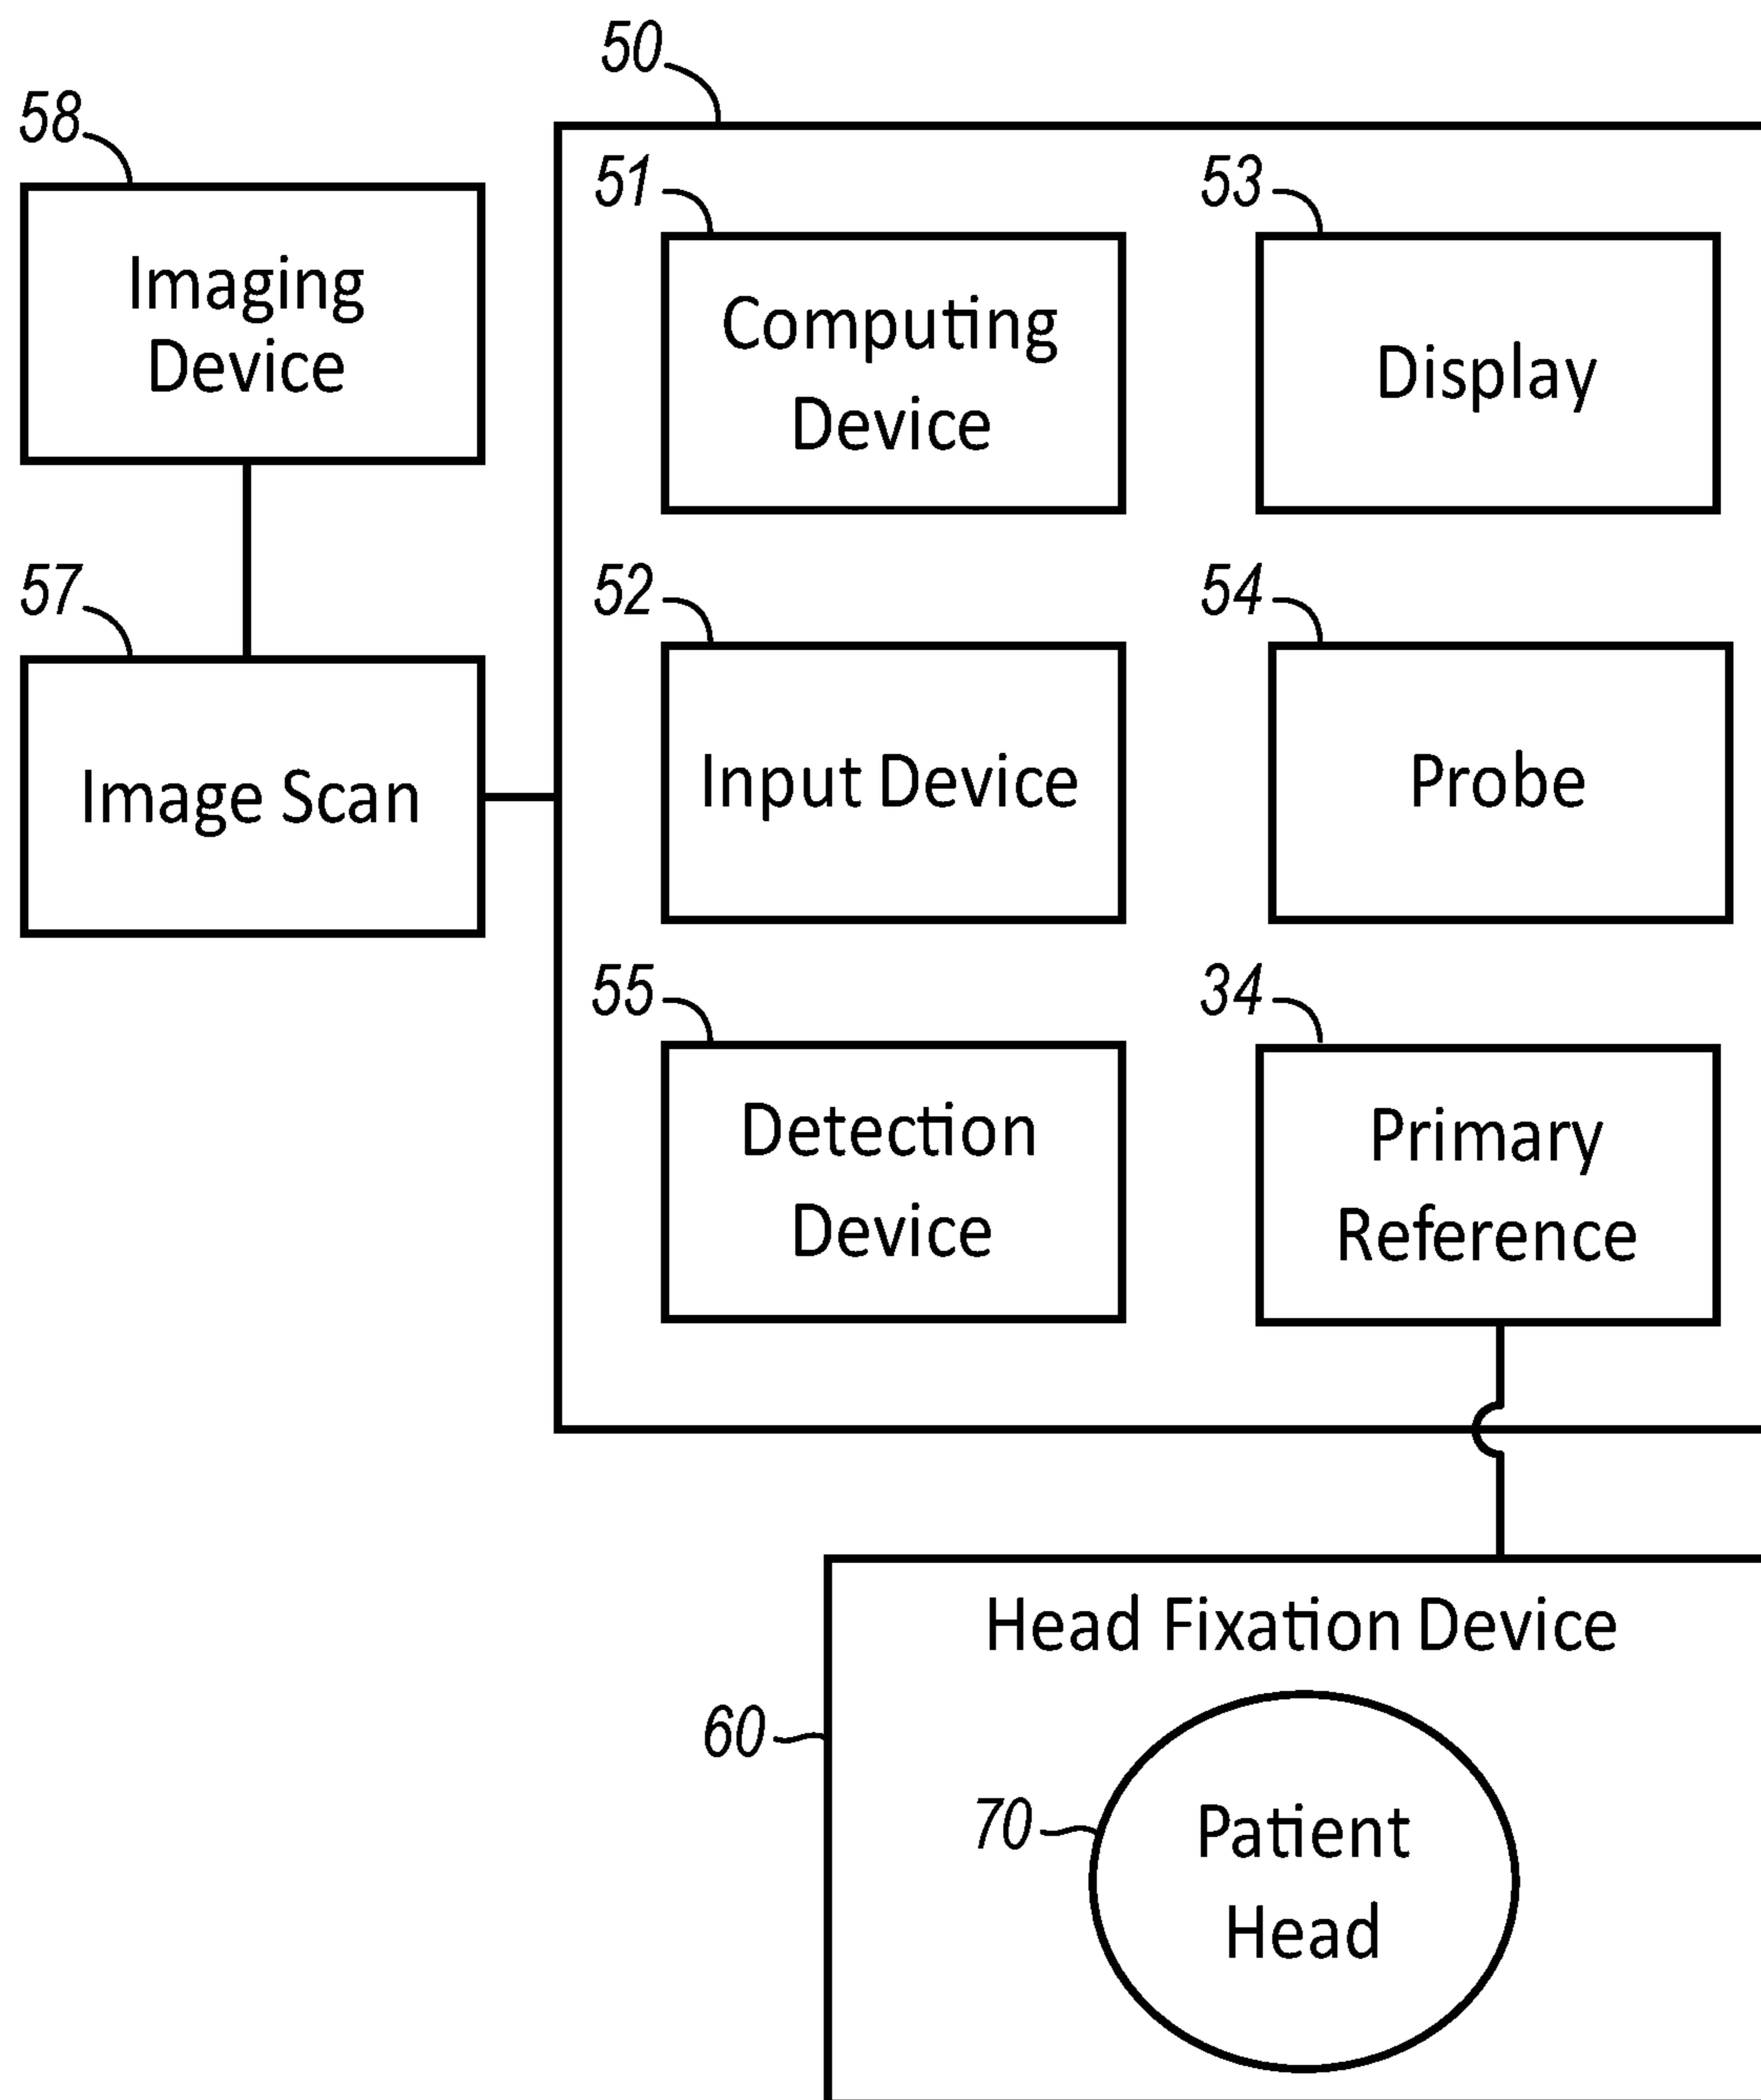 50
58
Imaging
Device
51
Computing
Device
53
Display
57
Image Scan
52
Input Device
54
Probe
55
Detection
Device
34
Primary
Reference
Head Fixation Device
60
70
Patient
Head